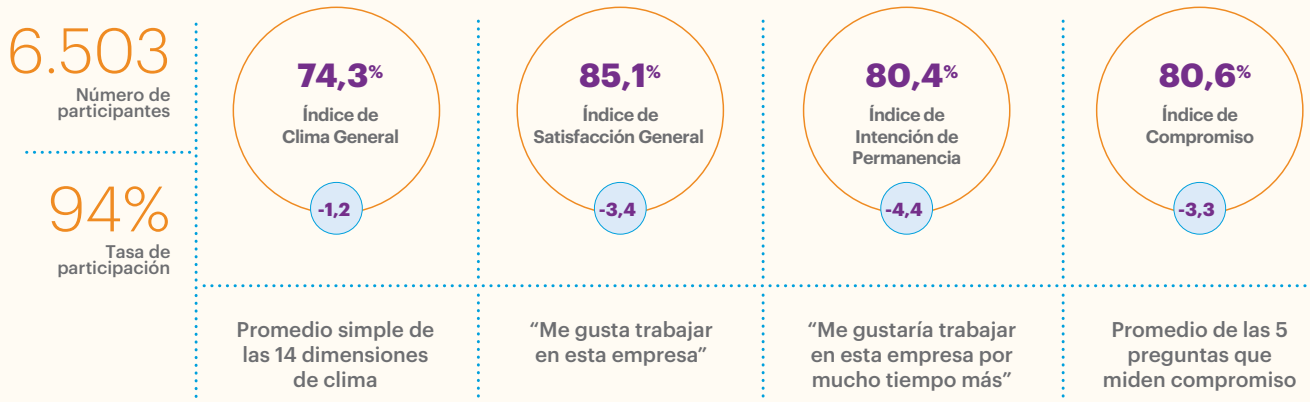 6.503
Número de
participantes
94%
Tasa de
participación
74,3%
Índice de
Clima General
-1,2
Promedio simple de
las 14 dimensiones
de clima
85,1%
Índice de
Satisfacción General
-3,4
“Me gusta trabajar
en esta empresa”
80,4%
Índice de
Intención de
Permanencia
-4,4
“Me gustaría trabajar
en esta empresa por
mucho tiempo más”
80,6%
Índice de
Compromiso
-3,3
Promedio de las 5
preguntas que
miden compromiso